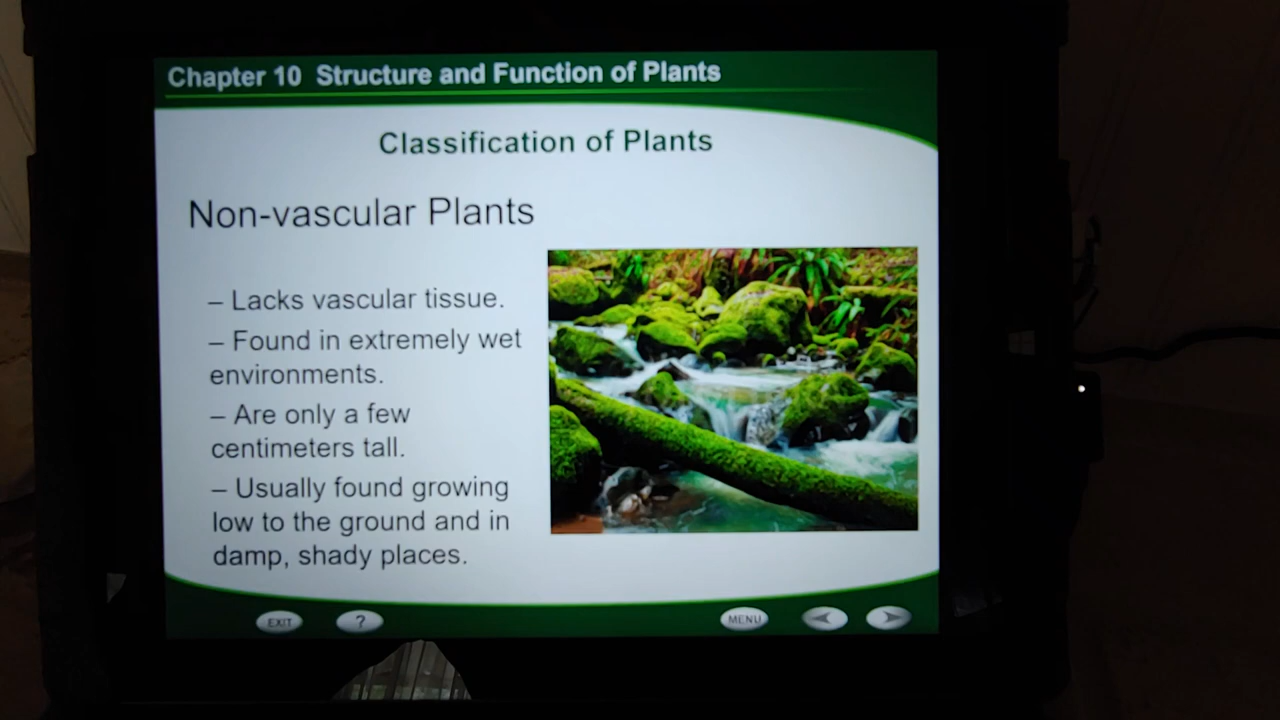 Chapter 10 Structure and Function of Plants
Classification of Plants
Non-vascular Plants
– Lacks vascular tissue.
– Found in extremely wet
environments.
– Are only a few
centimeters tall.
– Usually found growing
low to the ground and in
damp, shady places.
EXIT ? MENU